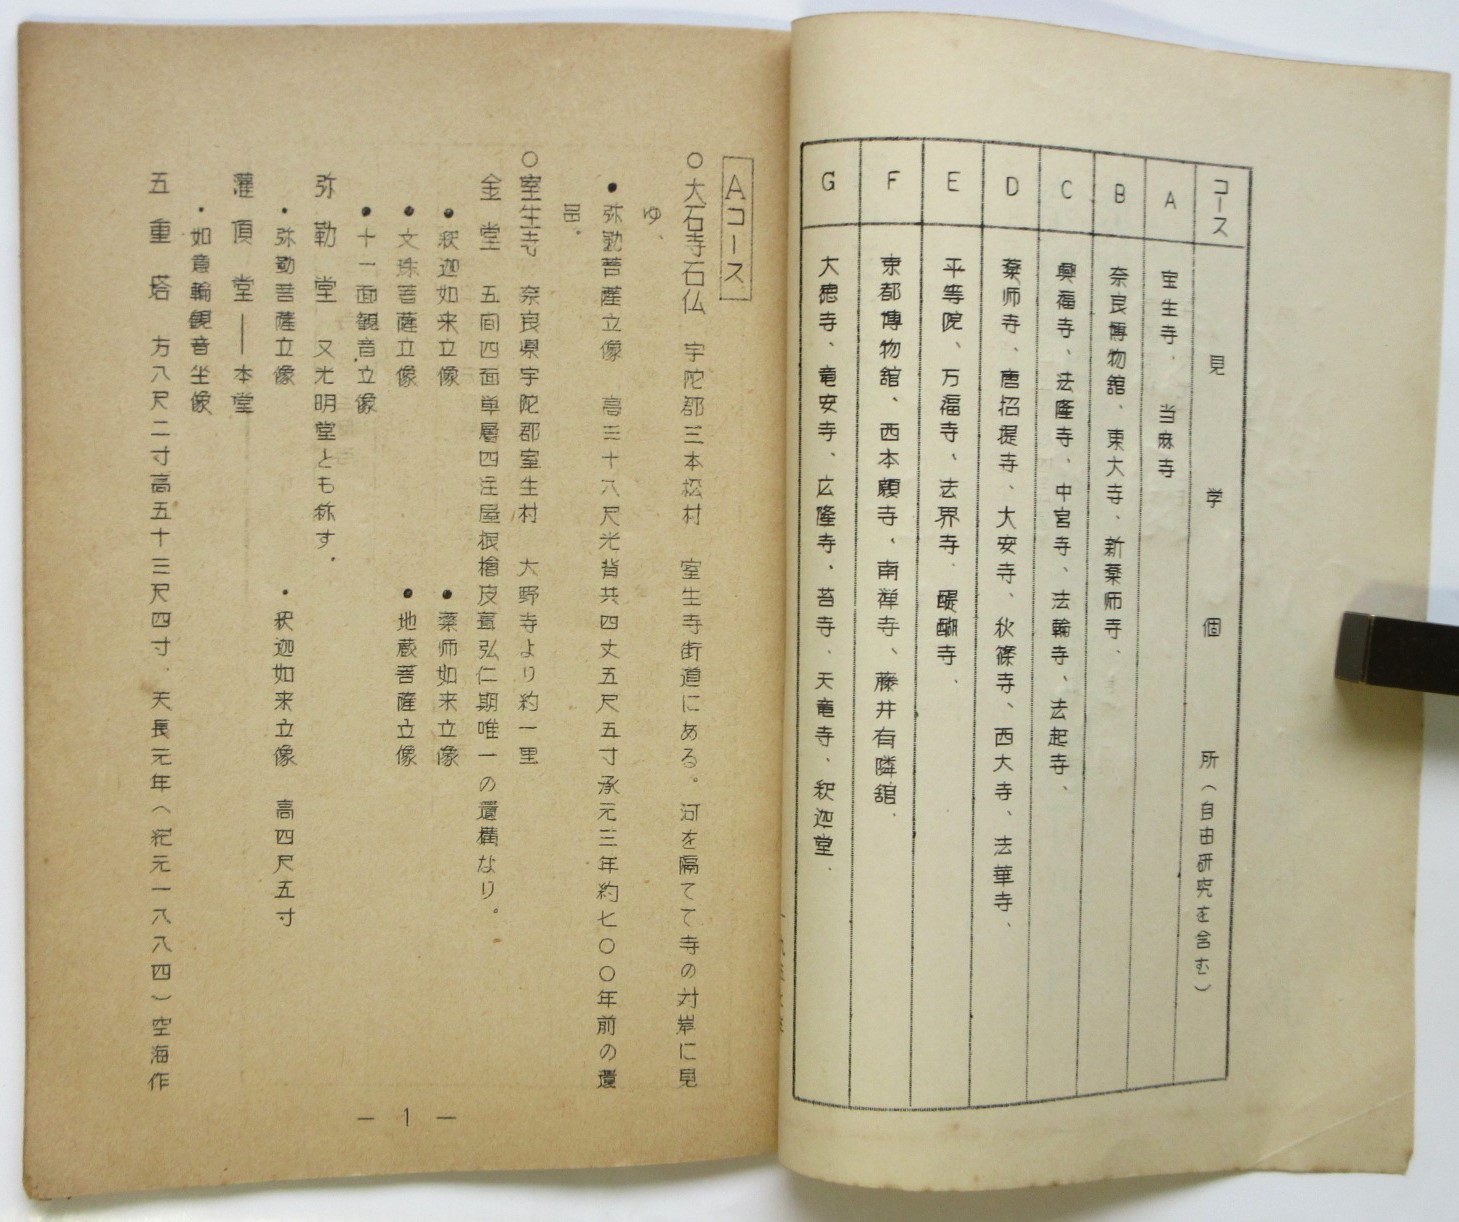 コース 見学個所（自由研究を含む）
A 室生寺、当麻寺
B 奈良博物舘、東大寺、新薬師寺、
C 興福寺、法隆寺、中宮寺、法輪寺、法起寺、
D 薬师寺、唐招提寺、大安寺、秋篠寺、西大寺、法華寺、
E 平等院、万福寺、法界寺、醍醐寺、
F 京都博物舘、西本願寺、南禅寺、藤井有隣舘、
G 大徳寺、竜安寺、広隆寺、苔寺、天竜寺、釈迦堂、
Aコース
○大石寺石仏 宇陀郡三本松村 室生寺街道にある。河を隔てて寺の対岸に見
ゆ、
●弥勒菩薩立像 高三十八尺光背共四丈五尺五寸承元三年約七〇〇年前の遺
品。
○室生寺 奈良県宇陀郡室生村 大野寺より約一里
金堂 五间四面単層四注屋根檜皮葺弘仁期唯一の遺構なり。
●釈迦如来立像 ●薬师如来立像
●文珠菩薩立像 ●地蔵菩薩立像
●十一面観音立像
弥勒堂 又光明堂とも称す、
●弥勒菩薩立像 ●釈迦如来立像 高四尺五寸
灌頂堂――本堂
●如意輪観音坐像
五重塔 方八尺二寸高五十三尺四寸、天長元年（紀元一八八四）空海作
— 1 —